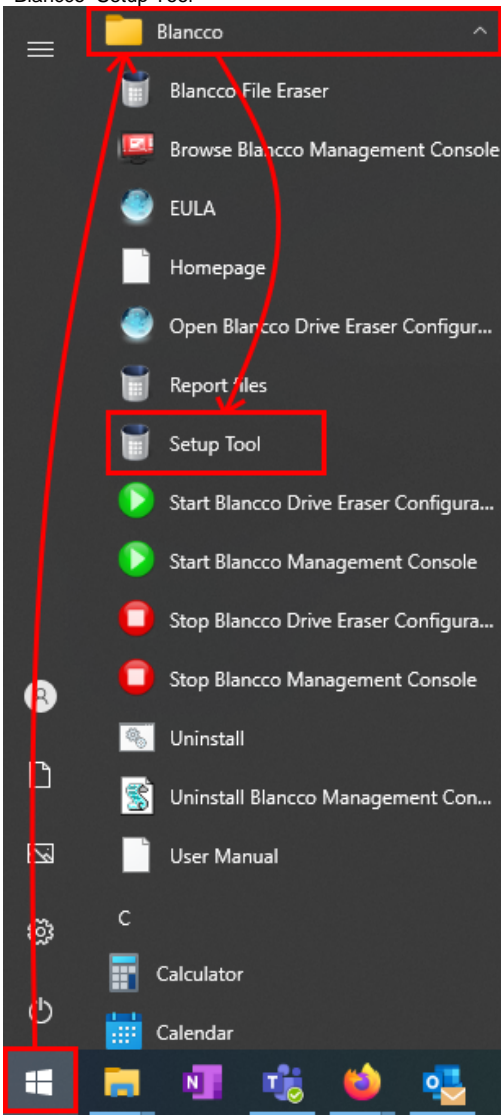 Blancco Setup Tool
Blancco
Blancco File Eraser
Browse Blancco Management Console
EULA
Homepage
Open Blancco Drive Eraser Configur...
Report files
Setup Tool
Start Blancco Drive Eraser Configura...
Start Blancco Management Console
Stop Blancco Drive Eraser Configura...
Stop Blancco Management Console
Uninstall
Uninstall Blancco Management Con...
User Manual
C
Calculator
Calendar